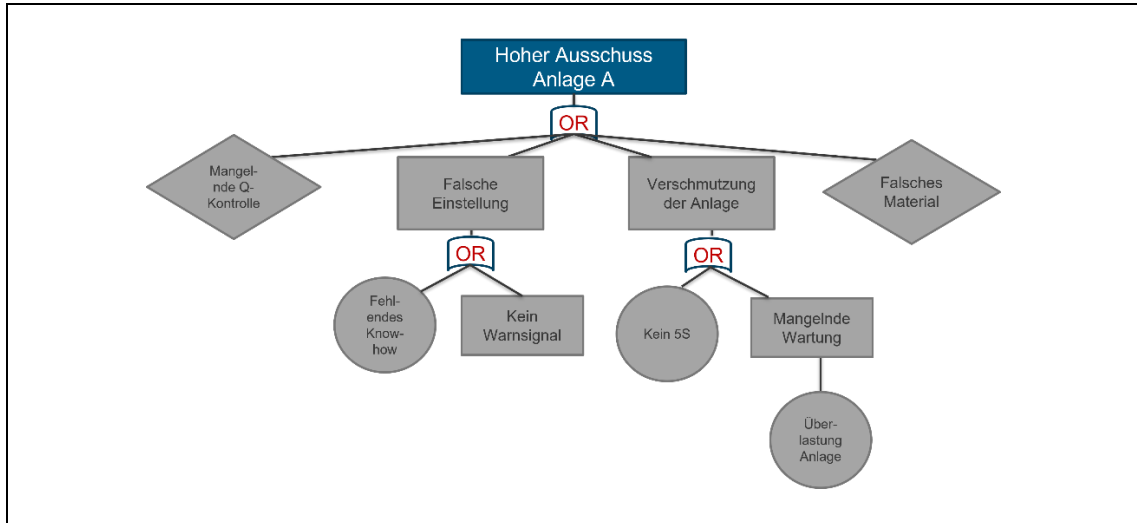 Hoher Ausschuss
Anlage A
OR
Mangel-
nde Q-
Kontrolle
Falsche
Einstellung
Verschmutzung
der Anlage
Falsches
Material
OR
OR
Fehl-
endes
Know-
how
Kein
Warnsignal
Kein 5S
Mangelnde
Wartung
Über-
lastung
Anlage